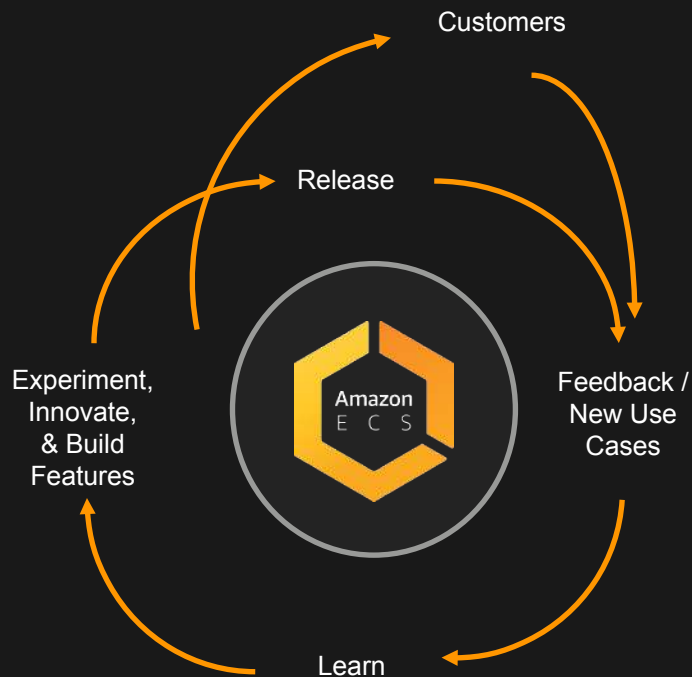 Customers
Release
Experiment,
Innovate,
& Build
Features
Amazon
E C S
Feedback /
New Use
Cases
Learn